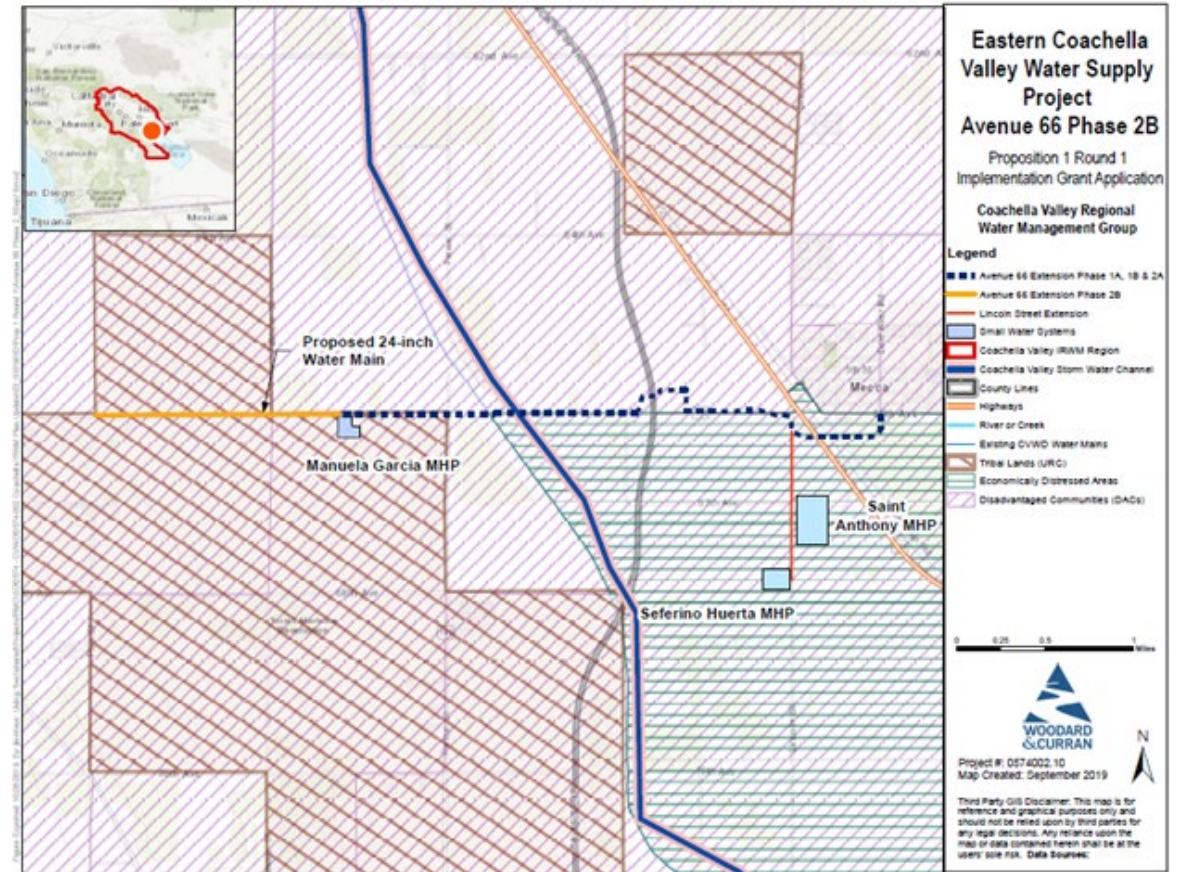 Eastern Coachella
Valley Water Supply
Project
Avenue 66 Phase 2B
Proposition 1 Round 1
Implementation Grant Application
Coachella Valley Regional
Water Management Group
Legend
Avenue 66 Extension Phase 1A, 1B & 2A
Avenue 66 Extension Phase 2B
Lincoln Street Extension
Small Water Systems
Coachella Valley IRWM Region
Coachella Valley Storm Water Channel
County Lines
Highways
River or Creek
Existing CVWD Water Mains
Tribal Lands (URC)
Economically Distressed Areas
Disadvantaged Communities (DACs)
0 0.25 0.5 1
Miles
WOODARD
&CURRAN
N
Project #: 0574002.10
Map Created: September 2019
Third Party GIS Disclaimer: This map is for
reference and graphical purposes only and
should not be relied upon by third parties for
any legal decisions. Any reliance upon the
map or data contained herein shall be at the
users' sole risk. Data Sources:
Victorville
Oceanside
San Diego
Tijuana
Mexicali
62nd Ave
64th Ave
Proposed 24-inch
Water Main
Mecca
Manuela Garcia MHP
Saint
Anthony MHP
Seferino Huerta MHP